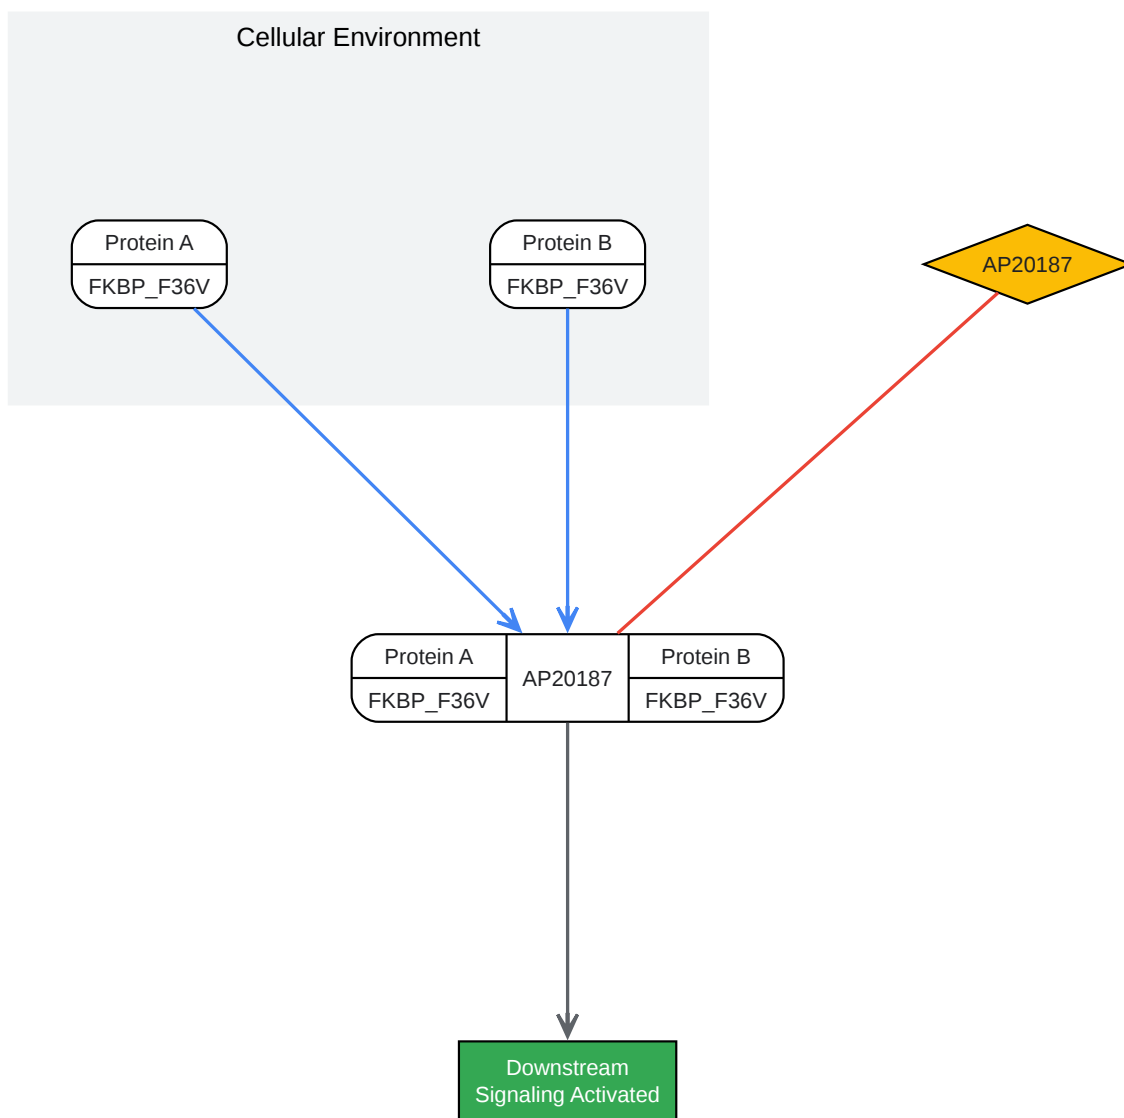 Cellular Environment
Protein A
FKBP_F36V
Protein B
FKBP_F36V
AP20187
Protein A
FKBP_F36V
AP20187
Protein B
FKBP_F36V
Downstream
Signaling Activated